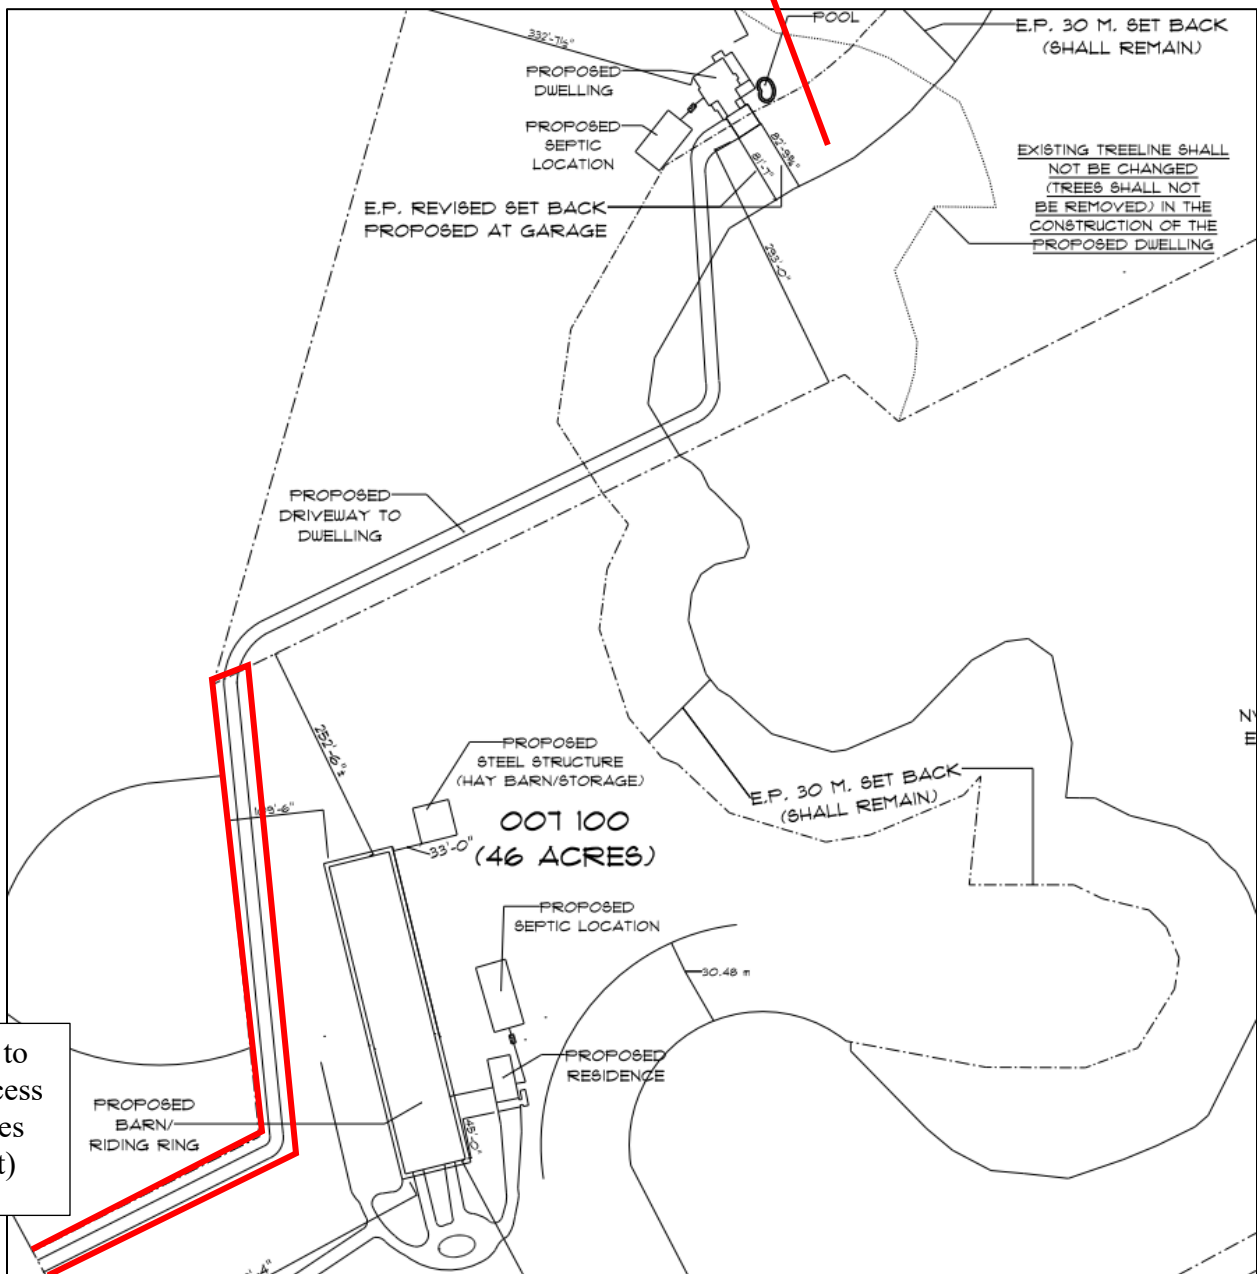 POOL
E.P. 30 M. SET BACK
(SHALL REMAIN)
332'-7½"
PROPOSED
DWELLING
PROPOSED
SEPTIC
LOCATION
82'-9¾"
81'-7"
EXISTING TREELINE SHALL
NOT BE CHANGED
(TREES SHALL NOT
BE REMOVED) IN THE
CONSTRUCTION OF THE
PROPOSED DWELLING
E.P. REVISED SET BACK
PROPOSED AT GARAGE
293'-0"
PROPOSED
DRIVEWAY TO
DWELLING
252'-6"±
PROPOSED
STEEL STRUCTURE
(HAY BARN/STORAGE)
E.P. 30 M. SET BACK
(SHALL REMAIN)
007 100
(46 ACRES)
33'-0"
PROPOSED
SEPTIC LOCATION
30.48 m
to
cess
es
t)
PROPOSED
RESIDENCE
PROPOSED
BARN/
RIDING RING
45'-0"